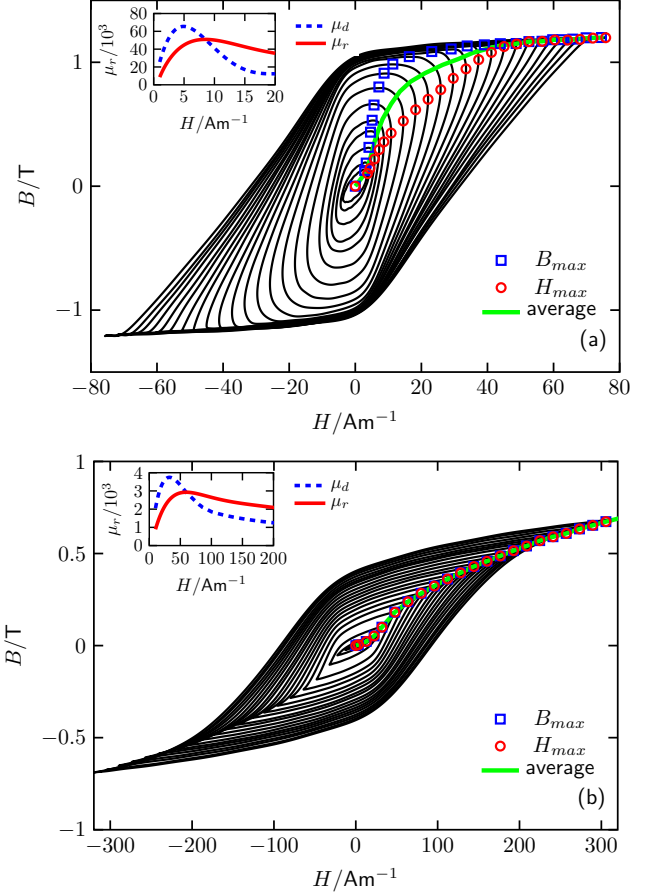 80
60
40
20
0
0 5 10 15 20
μr/10³
H/Am⁻¹
μd
μr
1
0
−1
B/T
Bmax
Hmax
average
(a)
−80 −60 −40 −20 0 20 40 60 80
H/Am⁻¹
4
3
2
1
0
0 50 100 150 200
μr/10³
H/Am⁻¹
μd
μr
1
0.5
0
−0.5
−1
B/T
Bmax
Hmax
average
(b)
−300 −200 −100 0 100 200 300
H/Am⁻¹